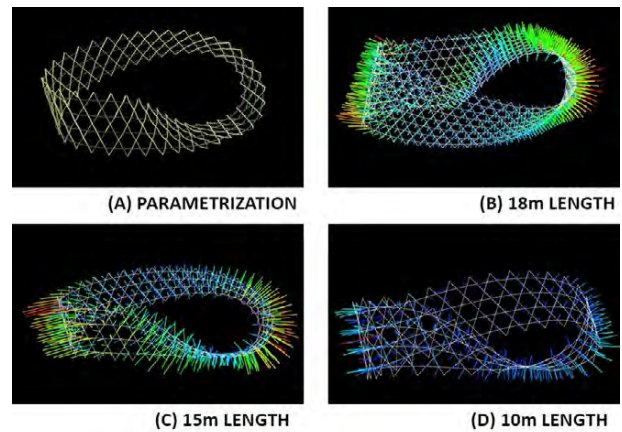 (A) PARAMETRIZATION
(B) 18m LENGTH
(C) 15m LENGTH
(D) 10m LENGTH